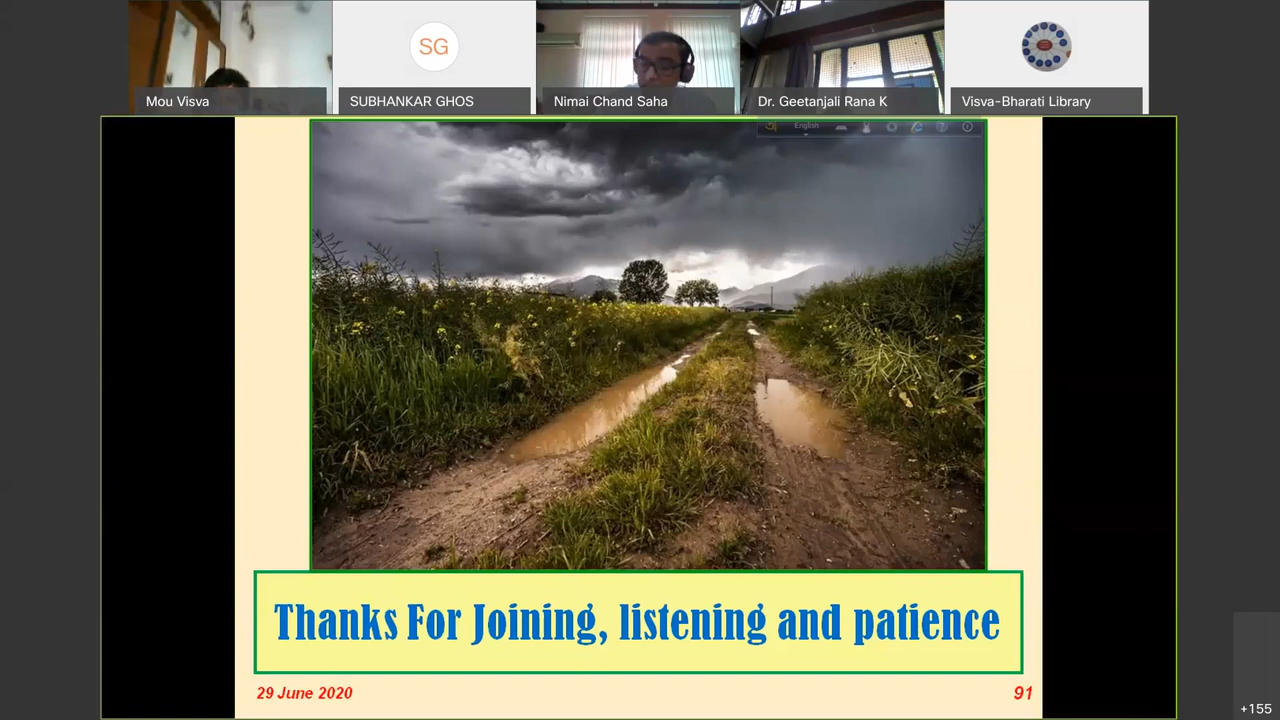 Mou Visva
SG
SUBHANKAR GHOS
Nimai Chand Saha
Dr. Geetanjali Rana K
Visva-Bharati Library
English
Thanks For Joining, listening and patience
29 June 2020
91
+155